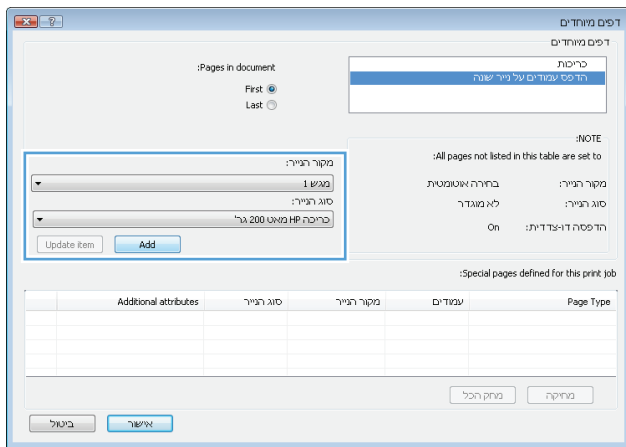 דפים מיוחדים
דפים מיוחדים
כריכות
הדפס עמודים על נייר שונה
Pages in document:
First
Last
NOTE:
All pages not listed in this table are set to:
מקור הנייר: בחירה אוטומטית
סוג הנייר: לא מוגדר
הדפסה דו-צדדית: On
מקור הנייר:
מגש 1
סוג הנייר:
כריכה HP מאט 200 גר'
Add Update item
Special pages defined for this print job:
Page Type עמודים מקור הנייר סוג הנייר Additional attributes
מחיקה מחק הכל
אישור ביטול